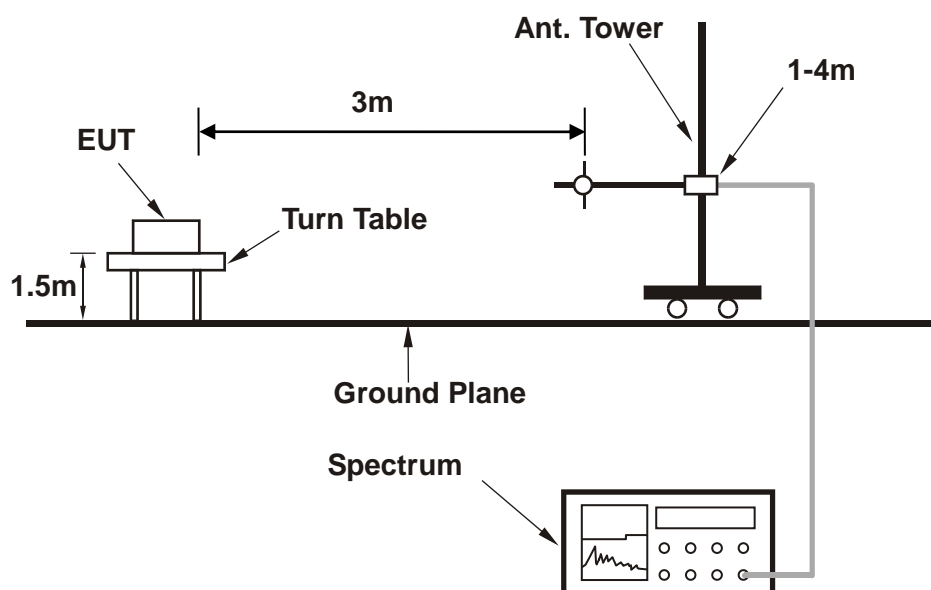 Ant. Tower
1-4m
3m
EUT
Turn Table
1.5m
Ground Plane
Spectrum